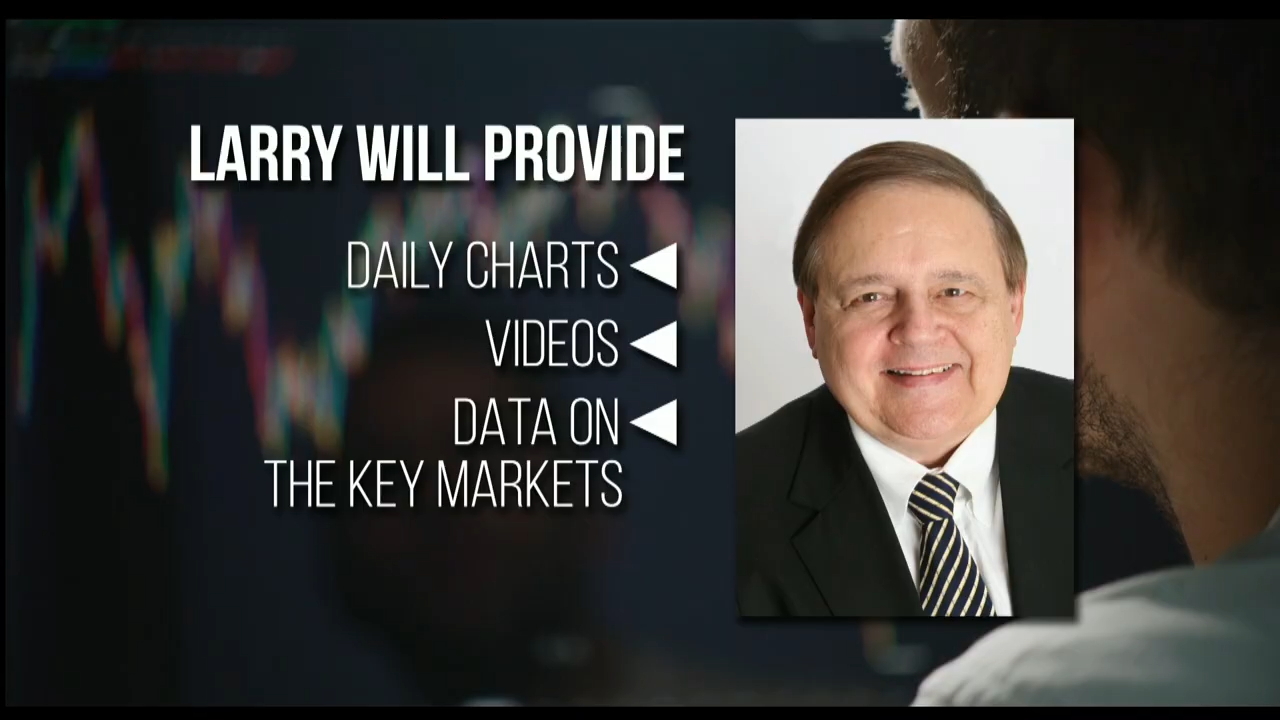 LARRY WILL PROVIDE
DAILY CHARTS
VIDEOS
DATA ON
THE KEY MARKETS